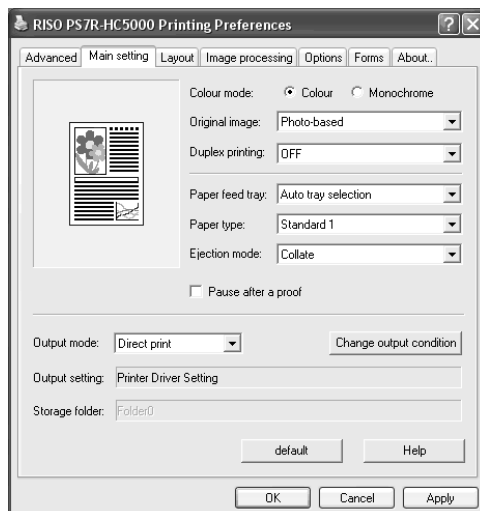 RISO PS7R-HC5000 Printing Preferences
Advanced Main setting Layout Image processing Options Forms About..
Colour mode: Colour Monochrome
Original image: Photo-based
Duplex printing: OFF
Paper feed tray: Auto tray selection
Paper type: Standard 1
Ejection mode: Collate
Pause after a proof
Output mode: Direct print Change output condition
Output setting: Printer Driver Setting
Storage folder: Folder0
default Help
OK Cancel Apply